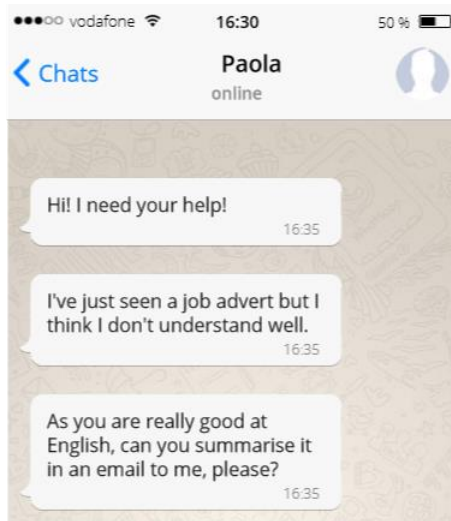 vodafone 16:30 50 %
Chats Paola
online
Hi! I need your help!
16:35
I've just seen a job advert but I
think I don't understand well.
16:35
As you are really good at
English, can you summarise it
in an email to me, please?
16:35